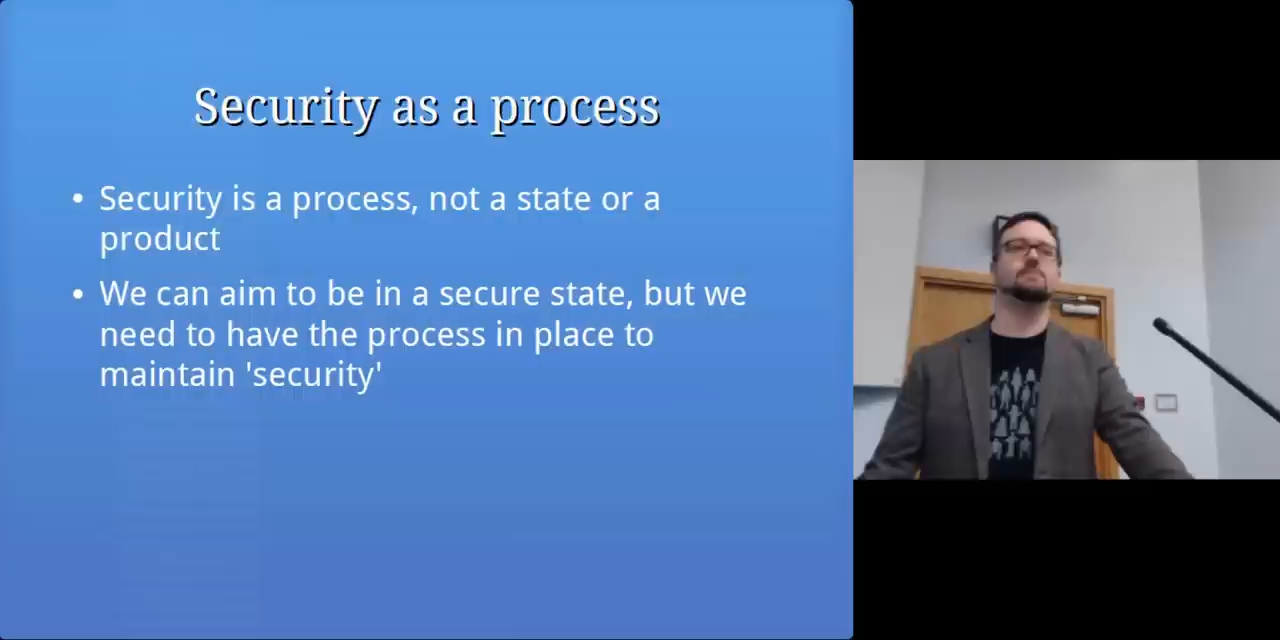 Security as a process
• Security is a process, not a state or a
product
• We can aim to be in a secure state, but we
need to have the process in place to
maintain 'security'